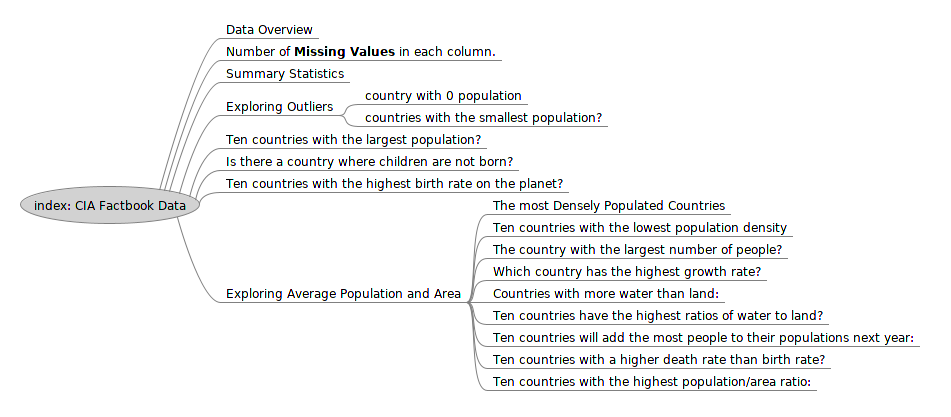 Data Overview
Number of Missing Values in each column.
Summary Statistics
Exploring Outliers
country with 0 population
countries with the smallest population?
Ten countries with the largest population?
Is there a country where children are not born?
Ten countries with the highest birth rate on the planet?
index: CIA Factbook Data
Exploring Average Population and Area
The most Densely Populated Countries
Ten countries with the lowest population density
The country with the largest number of people?
Which country has the highest growth rate?
Countries with more water than land:
Ten countries have the highest ratios of water to land?
Ten countries will add the most people to their populations next year:
Ten countries with a higher death rate than birth rate?
Ten countries with the highest population/area ratio: